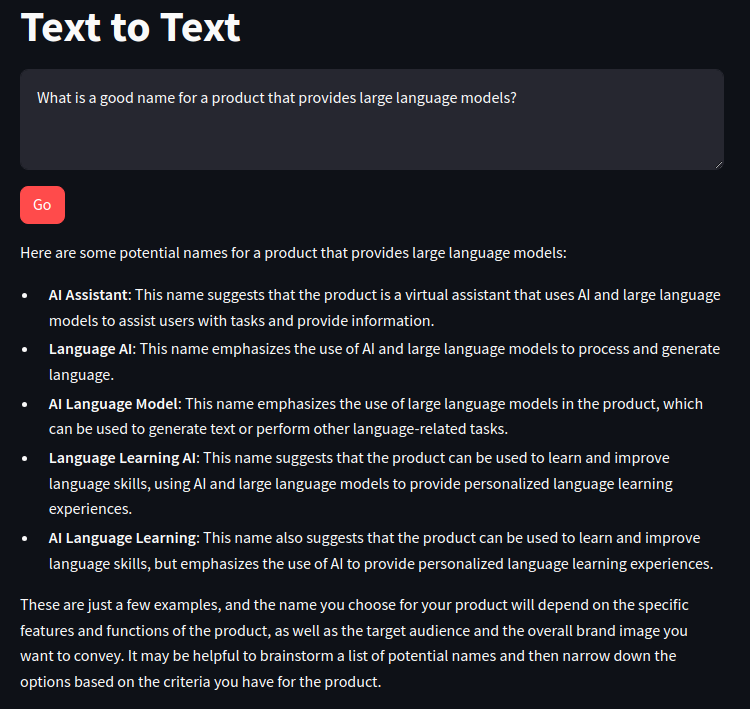 Text to Text
What is a good name for a product that provides large language models?
Go
Here are some potential names for a product that provides large language models:
• AI Assistant: This name suggests that the product is a virtual assistant that uses AI and large language
models to assist users with tasks and provide information.
• Language AI: This name emphasizes the use of AI and large language models to process and generate
language.
• AI Language Model: This name emphasizes the use of large language models in the product, which
can be used to generate text or perform other language-related tasks.
• Language Learning AI: This name suggests that the product can be used to learn and improve
language skills, using AI and large language models to provide personalized language learning
experiences.
• AI Language Learning: This name also suggests that the product can be used to learn and improve
language skills, but emphasizes the use of AI to provide personalized language learning experiences.
These are just a few examples, and the name you choose for your product will depend on the specific
features and functions of the product, as well as the target audience and the overall brand image you
want to convey. It may be helpful to brainstorm a list of potential names and then narrow down the
options based on the criteria you have for the product.